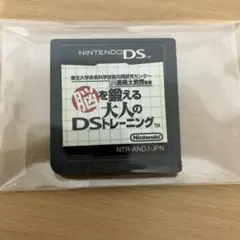 NINTENDO DS
東北大学未来科学技術共同研究センター
川島隆太教授監修
脳を鍛える
大人の
DSトレーニング
Nintendo
NTR-ANDJ-JPN